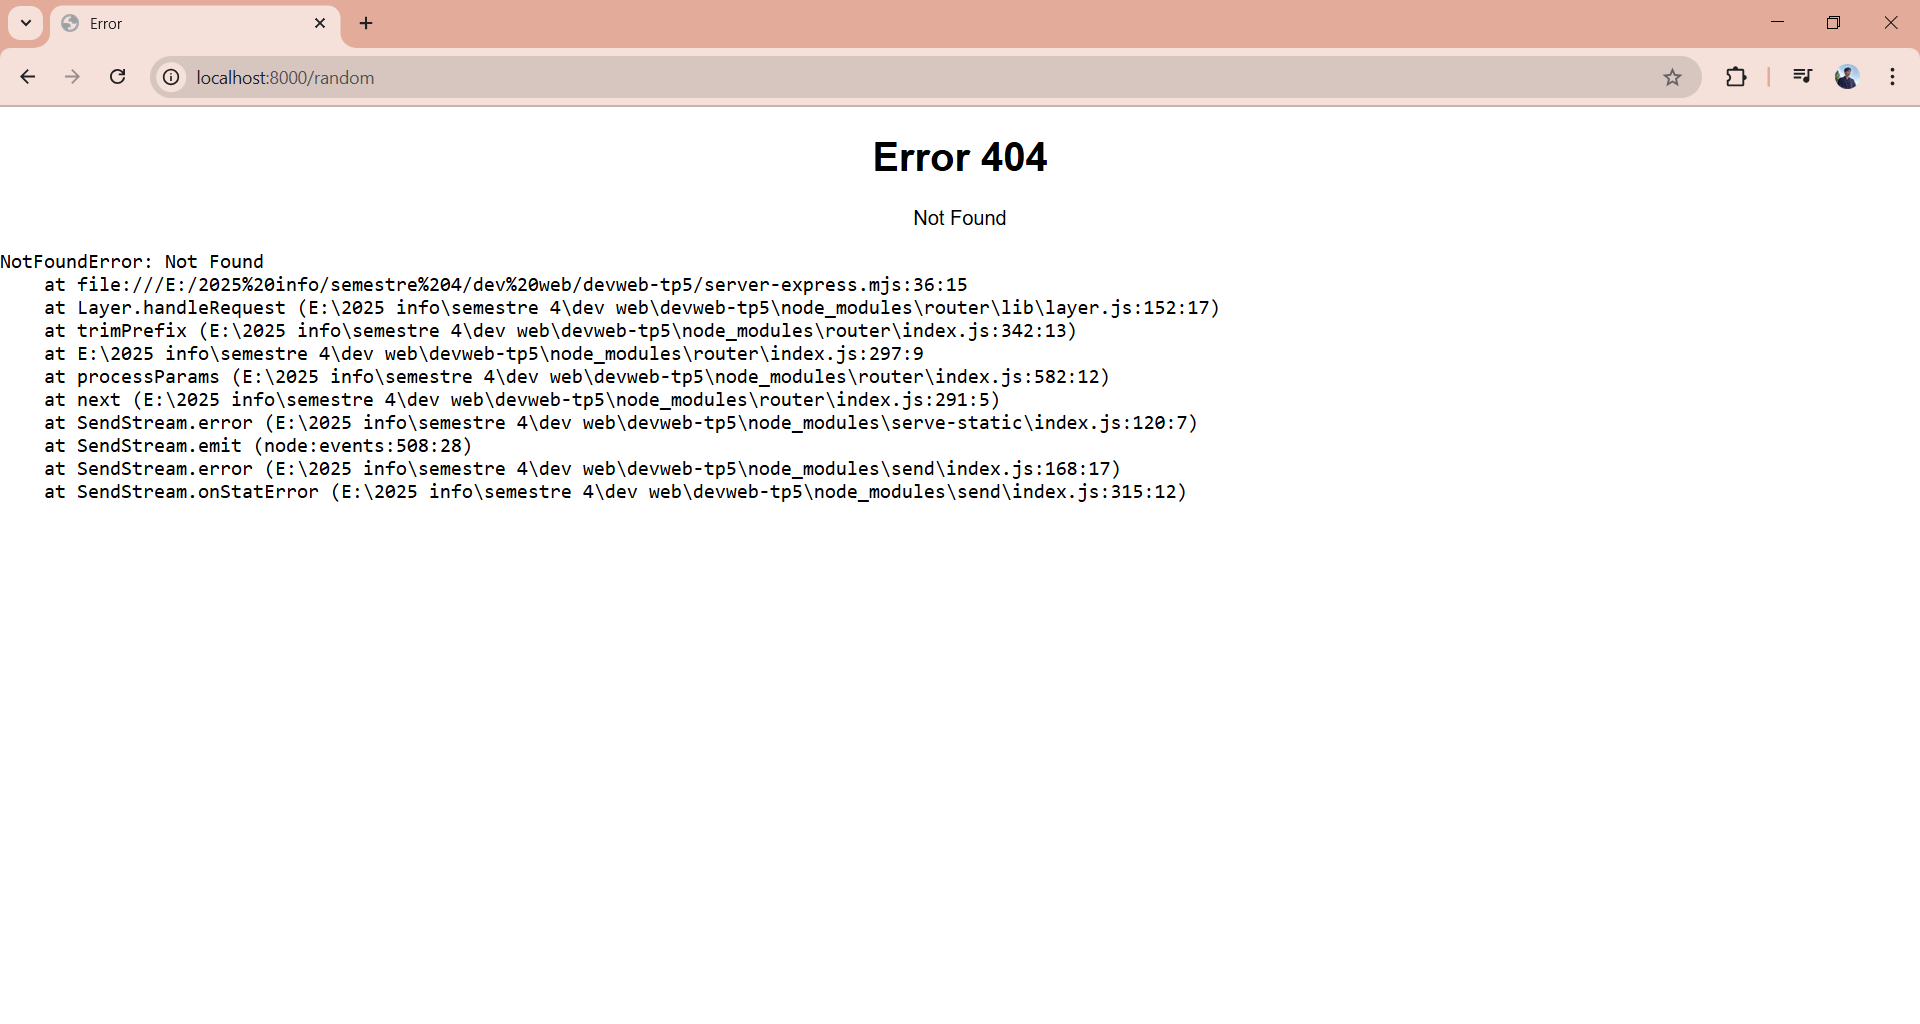 Error
localhost:8000/random
Error 404
Not Found
NotFoundError: Not Found
    at file:///E:/2025%20info/semestre%204/dev%20web/devweb-tp5/server-express.mjs:36:15
    at Layer.handleRequest (E:\2025 info\semestre 4\dev web\devweb-tp5\node_modules\router\lib\layer.js:152:17)
    at trimPrefix (E:\2025 info\semestre 4\dev web\devweb-tp5\node_modules\router\index.js:342:13)
    at E:\2025 info\semestre 4\dev web\devweb-tp5\node_modules\router\index.js:297:9
    at processParams (E:\2025 info\semestre 4\dev web\devweb-tp5\node_modules\router\index.js:582:12)
    at next (E:\2025 info\semestre 4\dev web\devweb-tp5\node_modules\router\index.js:291:5)
    at SendStream.error (E:\2025 info\semestre 4\dev web\devweb-tp5\node_modules\serve-static\index.js:120:7)
    at SendStream.emit (node:events:508:28)
    at SendStream.error (E:\2025 info\semestre 4\dev web\devweb-tp5\node_modules\send\index.js:168:17)
    at SendStream.onStatError (E:\2025 info\semestre 4\dev web\devweb-tp5\node_modules\send\index.js:315:12)